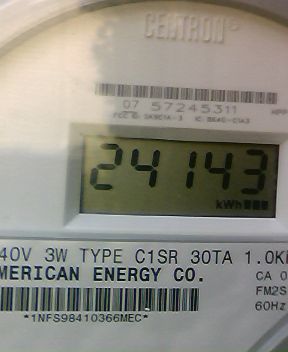 CENTRON®
07 57245311
24143
kWh
40V 3W TYPE C1SR 30TA 1.0K
MERICAN ENERGY CO.
CA 0
FM2S
60Hz
*1NFS98410366MEC*